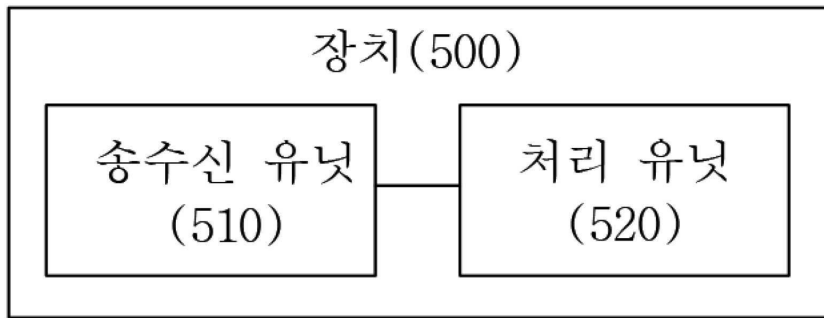 장치(500)
송수신 유닛
(510)
처리 유닛
(520)